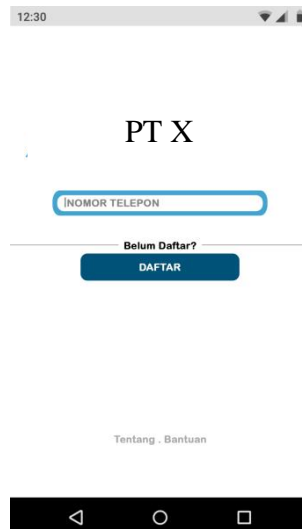 12:30
PT X
NOMOR TELEPON
Belum Daftar?
DAFTAR
Tentang . Bantuan